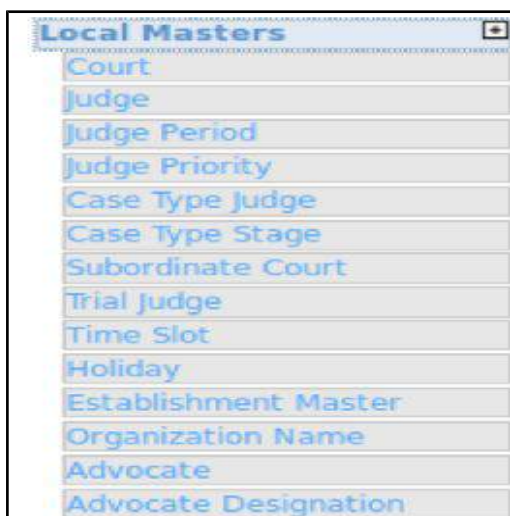 Local Masters
Court
Judge
Judge Period
Judge Priority
Case Type Judge
Case Type Stage
Subordinate Court
Trial Judge
Time Slot
Holiday
Establishment Master
Organization Name
Advocate
Advocate Designation